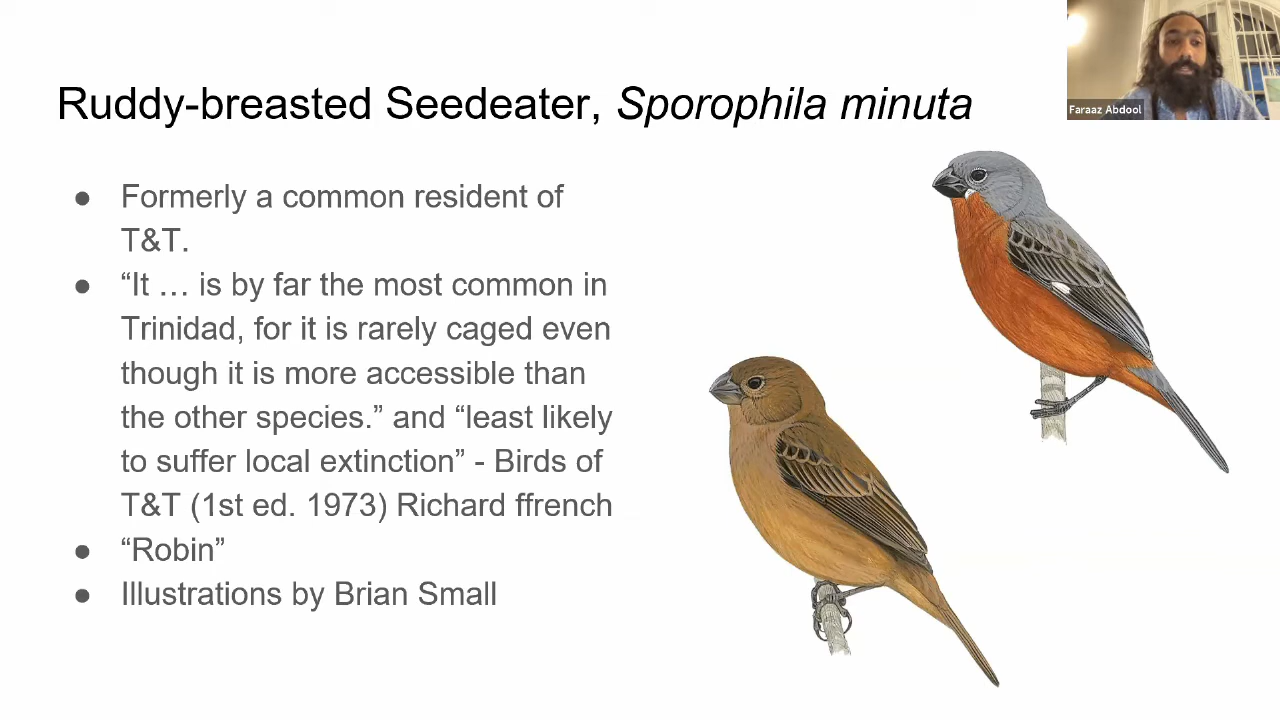 Ruddy-breasted Seedeater, Sporophila minuta
Faraaz Abdool
● Formerly a common resident of
T&T.
● “It … is by far the most common in
Trinidad, for it is rarely caged even
though it is more accessible than
the other species.” and “least likely
to suffer local extinction” - Birds of
T&T (1st ed. 1973) Richard ffrench
● “Robin”
● Illustrations by Brian Small